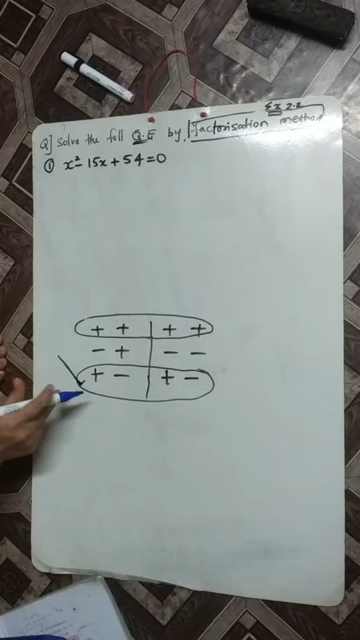 Ex 2.2
Q] Solve the foll Q.E by Factorisation method
① x² - 15x + 54 = 0
+ + | + +
- + | - -
+ - | + -